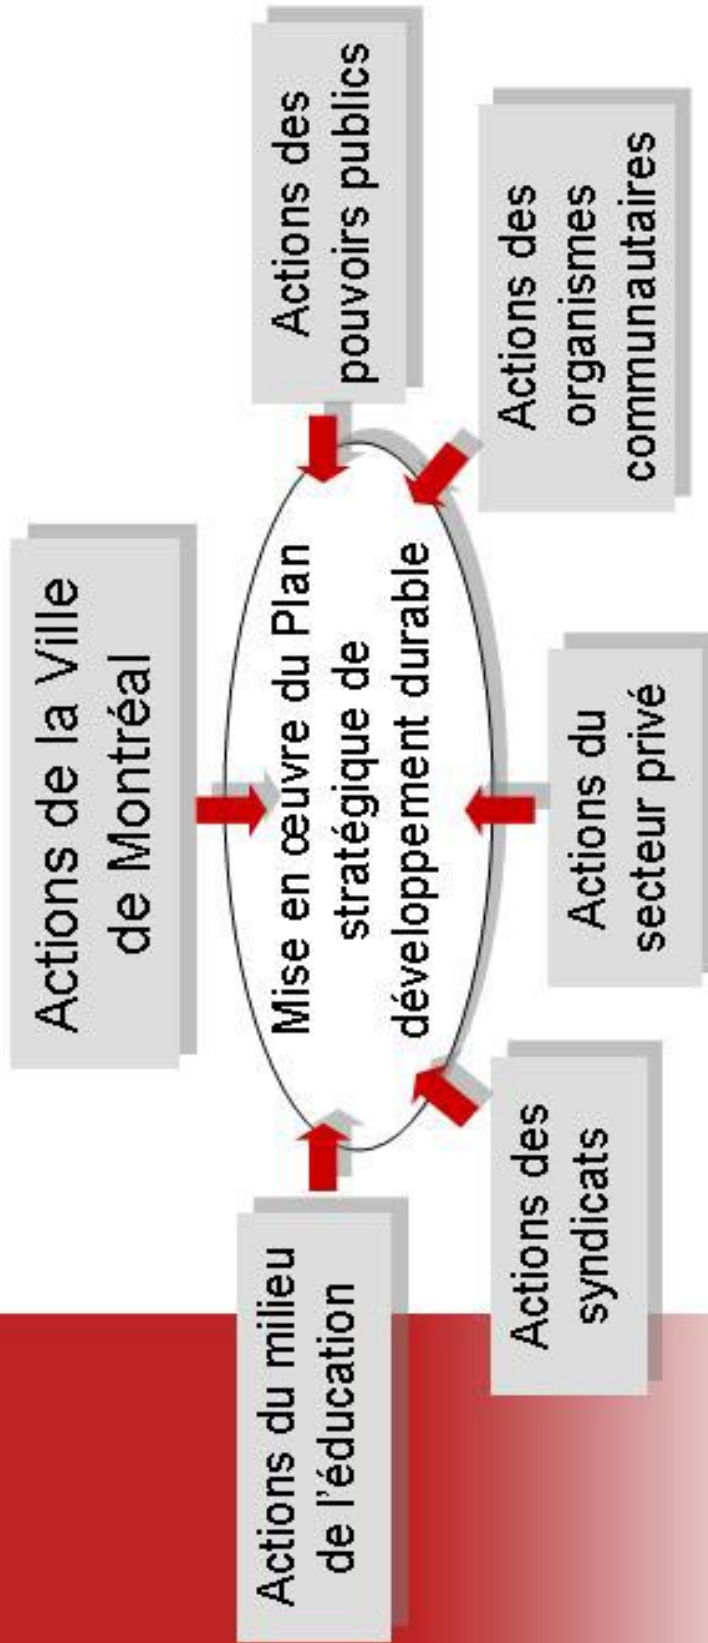 Actions de la Ville
de Montréal
Actions du milieu
de l'éducation
Mise en œuvre du Plan
stratégique de
développement durable
Actions des
pouvoirs publics
Actions des
syndicats
Actions du
secteur privé
Actions des
organismes
communautaires